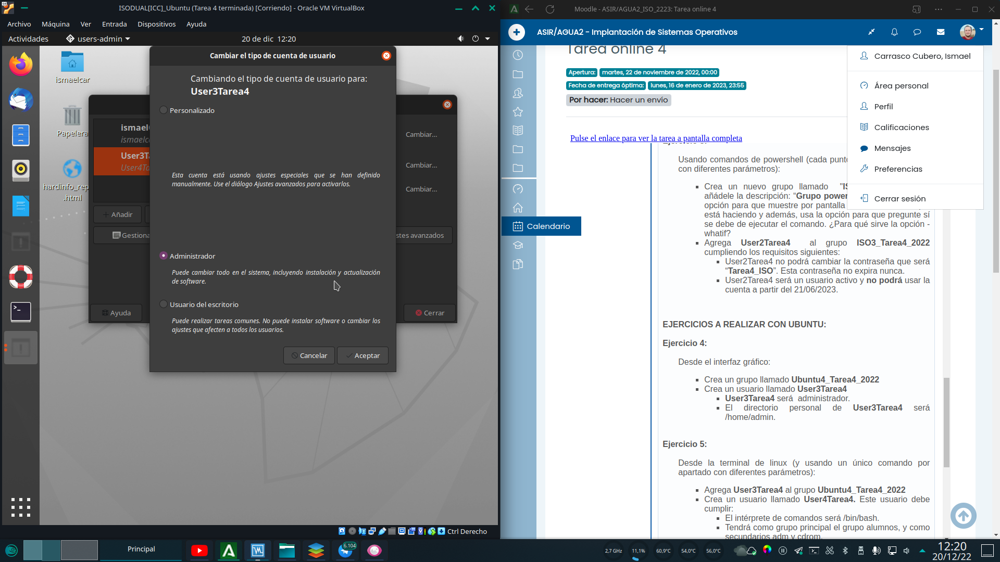 ISODUAL[ICC]_Ubuntu (Tarea 4 terminada) [Corriendo] - Oracle VM VirtualBox
Archivo Máquina Ver Entrada Dispositivos Ayuda
Actividades users-admin 20 de dic 12:20
ismaelcar
Papelera
hardinfo_rep
.html
ismael
ismaelc
User3T
User4Ta
Cambiar...
Cambiar...
Cambiar...
Añadir
Gestiona
stes avanzados
Ayuda
Cerrar
Cambiar el tipo de cuenta de usuario
Cambiando el tipo de cuenta de usuario para:
User3Tarea4
Personalizado
Esta cuenta está usando ajustes especiales que se han definido
manualmente. Use el diálogo Ajustes avanzados para activarlos.
Administrador
Puede cambiar todo en el sistema, incluyendo instalación y actualización
de software.
Usuario del escritorio
Puede realizar tareas comunes. No puede instalar software o cambiar los
ajustes que afecten a todos los usuarios.
Cancelar Aceptar
Ctrl Derecho
Moodle - ASIR/AGUA2_ISO_2223: Tarea online 4
ASIR/AGUA2 - Implantación de Sistemas Operativos
Tarea online 4
Apertura: martes, 22 de noviembre de 2022, 00:00
Fecha de entrega óptima: lunes, 16 de enero de 2023, 23:55
Por hacer: Hacer un envío
Carrasco Cubero, Ismael
Área personal
Perfil
Calificaciones
Mensajes
Preferencias
Cerrar sesión
Calendario
Pulse el enlace para ver la tarea a pantalla completa
Usando comandos de powershell (cada punto
con diferentes parámetros):
Crea un nuevo grupo llamado "IS
añádele la descripción: “Grupo power
opción para que muestre por pantalla
está haciendo y además, usa la opción para que pregunte sí
se debe de ejecutar el comando. ¿Para qué sirve la opción -
whatif?
Agrega User2Tarea4 al grupo ISO3_Tarea4_2022
cumpliendo los requisitos siguientes:
User2Tarea4 no podrá cambiar la contraseña que será
“Tarea4_ISO”. Esta contraseña no expira nunca.
User2Tarea4 será un usuario activo y no podrá usar la
cuenta a partir del 21/06/2023.
EJERCICIOS A REALIZAR CON UBUNTU:
Ejercicio 4:
Desde el interfaz gráfico:
Crea un grupo llamado Ubuntu4_Tarea4_2022
Crea un usuario llamado User3Tarea4
User3Tarea4 será administrador.
El directorio personal de User3Tarea4 será
/home/admin.
Ejercicio 5:
Desde la terminal de linux (y usando un único comando por
apartado con diferentes parámetros):
Agrega User3Tarea4 al grupo Ubuntu4_Tarea4_2022
Crea un usuario llamado User4Tarea4. Este usuario debe
cumplir:
El intérprete de comandos será /bin/bash.
Tendrá como grupo principal el grupo alumnos, y como
secundarios adm y cdrom.
Principal
6.104
2,7 GHz 11,1% 60,9°C 54,0°C 56,0°C
12:20
20/12/22